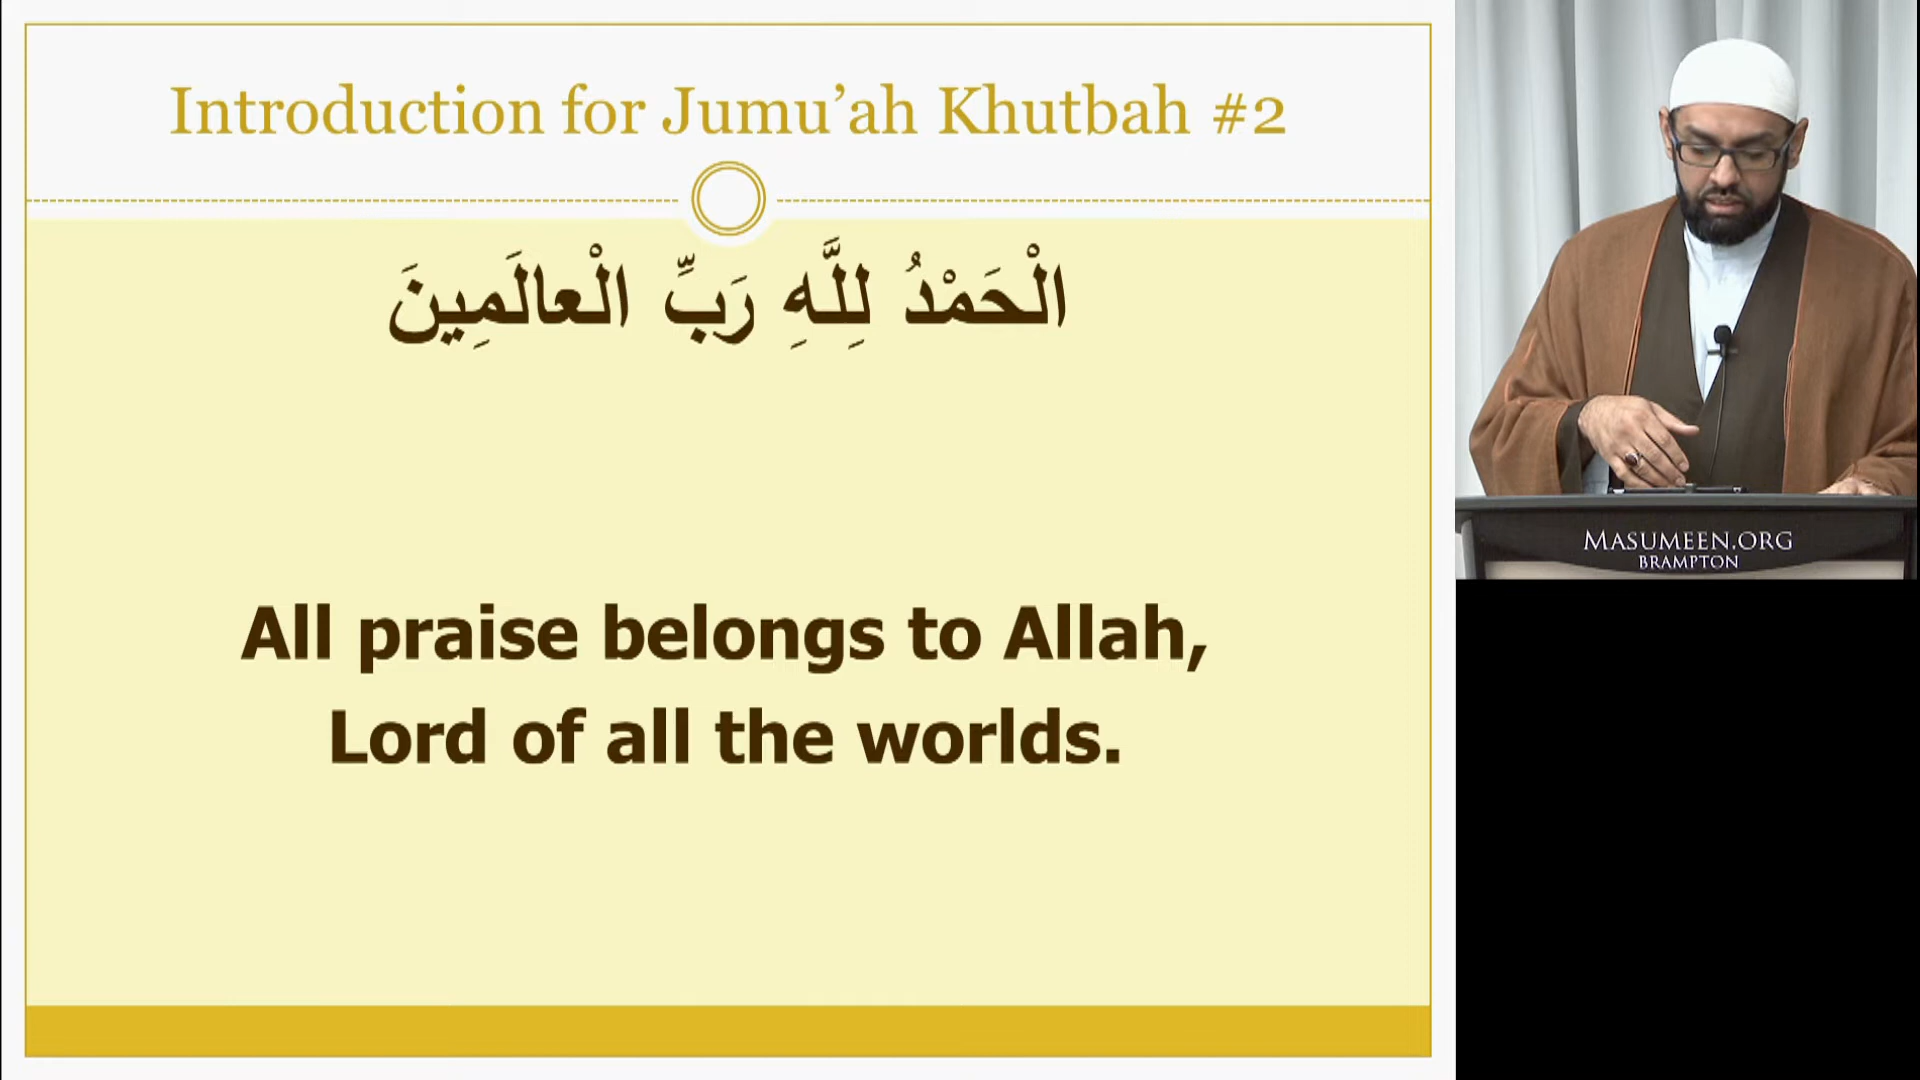 Introduction for Jumu’ah Khutbah #2
الْحَمْدُ لِلَّهِ رَبِّ الْعالَمِينَ
All praise belongs to Allah,
Lord of all the worlds.
MASUMEEN.ORG
BRAMPTON